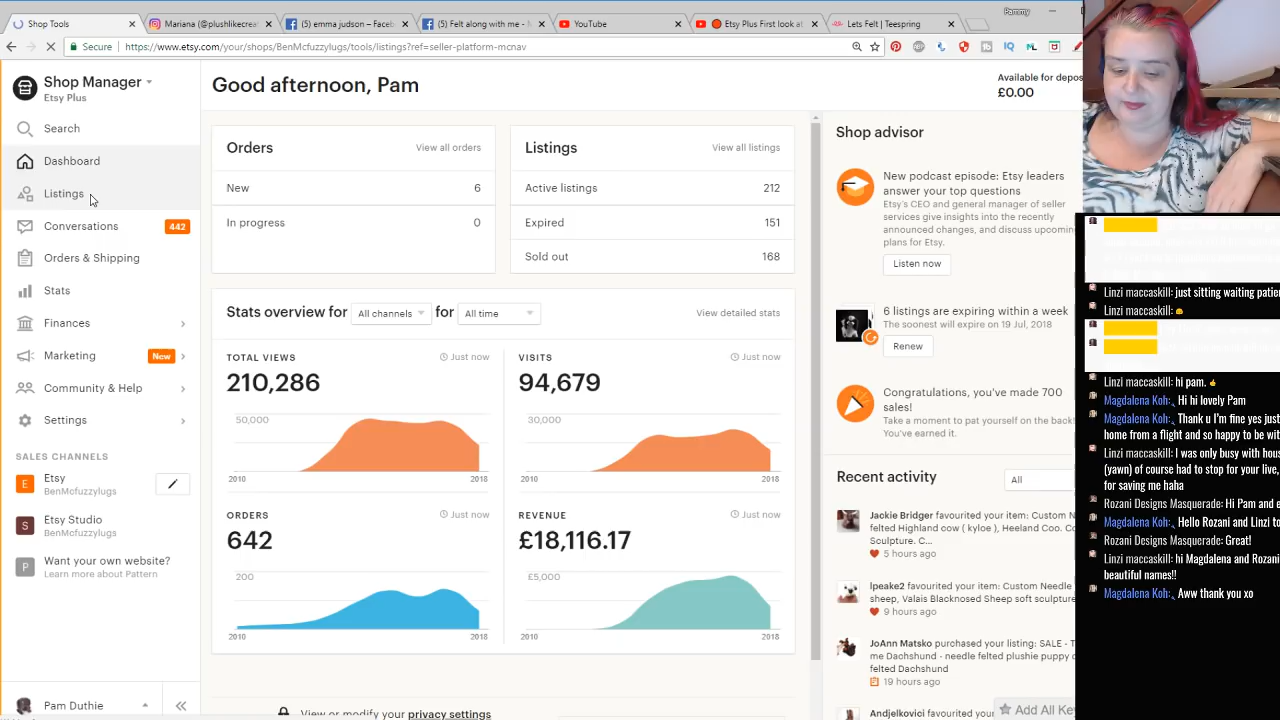 Shop Tools
Mariana (@plushlikecreat
emma judson – Faceb
Felt along with me - M
YouTube
Etsy Plus First look at
Lets Felt | Teespring
Pammy
Secure
https://www.etsy.com/your/shops/BenMcfuzzylugs/tools/listings?ref=seller-platform-mcnav
Shop Manager
Etsy Plus
Search
Dashboard
Listings
Conversations
442
Orders & Shipping
Stats
Finances
Marketing
New
Community & Help
Settings
SALES CHANNELS
E
Etsy
BenMcfuzzylugs
S
Etsy Studio
BenMcfuzzylugs
P
Want your own website?
Learn more about Pattern
Pam Duthie
Good afternoon, Pam
Available for depos
£0.00
Orders
View all orders
New
6
In progress
0
Listings
View all listings
Active listings
212
Expired
151
Sold out
168
Stats overview for
All channels
for
All time
View detailed stats
TOTAL VIEWS
Just now
210,286
50,000
2010
2018
VISITS
Just now
94,679
30,000
2010
2018
ORDERS
Just now
642
200
2010
2018
REVENUE
Just now
£18,116.17
£5,000
2010
2018
View or modify your privacy settings
Shop advisor
New podcast episode: Etsy leaders
answer your top questions
Etsy's CEO and general manager of seller
services give insights into the recently
announced changes, and discuss upcoming
plans for Etsy.
Listen now
6 listings are expiring within a week
The soonest will expire on 19 Jul, 2018
Renew
Congratulations, you've made 700
sales!
Take a moment to pat yourself on the back!
You've earned it.
Recent activity
All
Jackie Bridger favourited your item: Custom N
felted Highland cow ( kyloe ), Heeland Coo. Co
Sculpture. C...
5 hours ago
lpeake2 favourited your item: Custom Needle
sheep, Valais Blacknosed Sheep soft sculpture
9 hours ago
JoAnn Matsko purchased your listing: SALE - T
me Dachshund - needle felted plushie puppy d
felted Dachshund
19 hours ago
Andjelkovici favourited your item: Custom
Add All Ke
Linzi maccaskill: just sitting waiting patie
Linzi maccaskill:
Linzi maccaskill: hi pam.
Magdalena Koh: Hi hi lovely Pam
Magdalena Koh: Thank u I'm fine yes just
home from a flight and so happy to be wit
Linzi maccaskill: I was only busy with hous
(yawn) of course had to stop for your live,
for saving me haha
Rozani Designs Masquerade: Hi Pam and e
Magdalena Koh: Hello Rozani and Linzi to
Rozani Designs Masquerade: Great!
Linzi maccaskill: hi Magdalena and Rozan
beautiful names!!
Magdalena Koh: Aww thank you xo